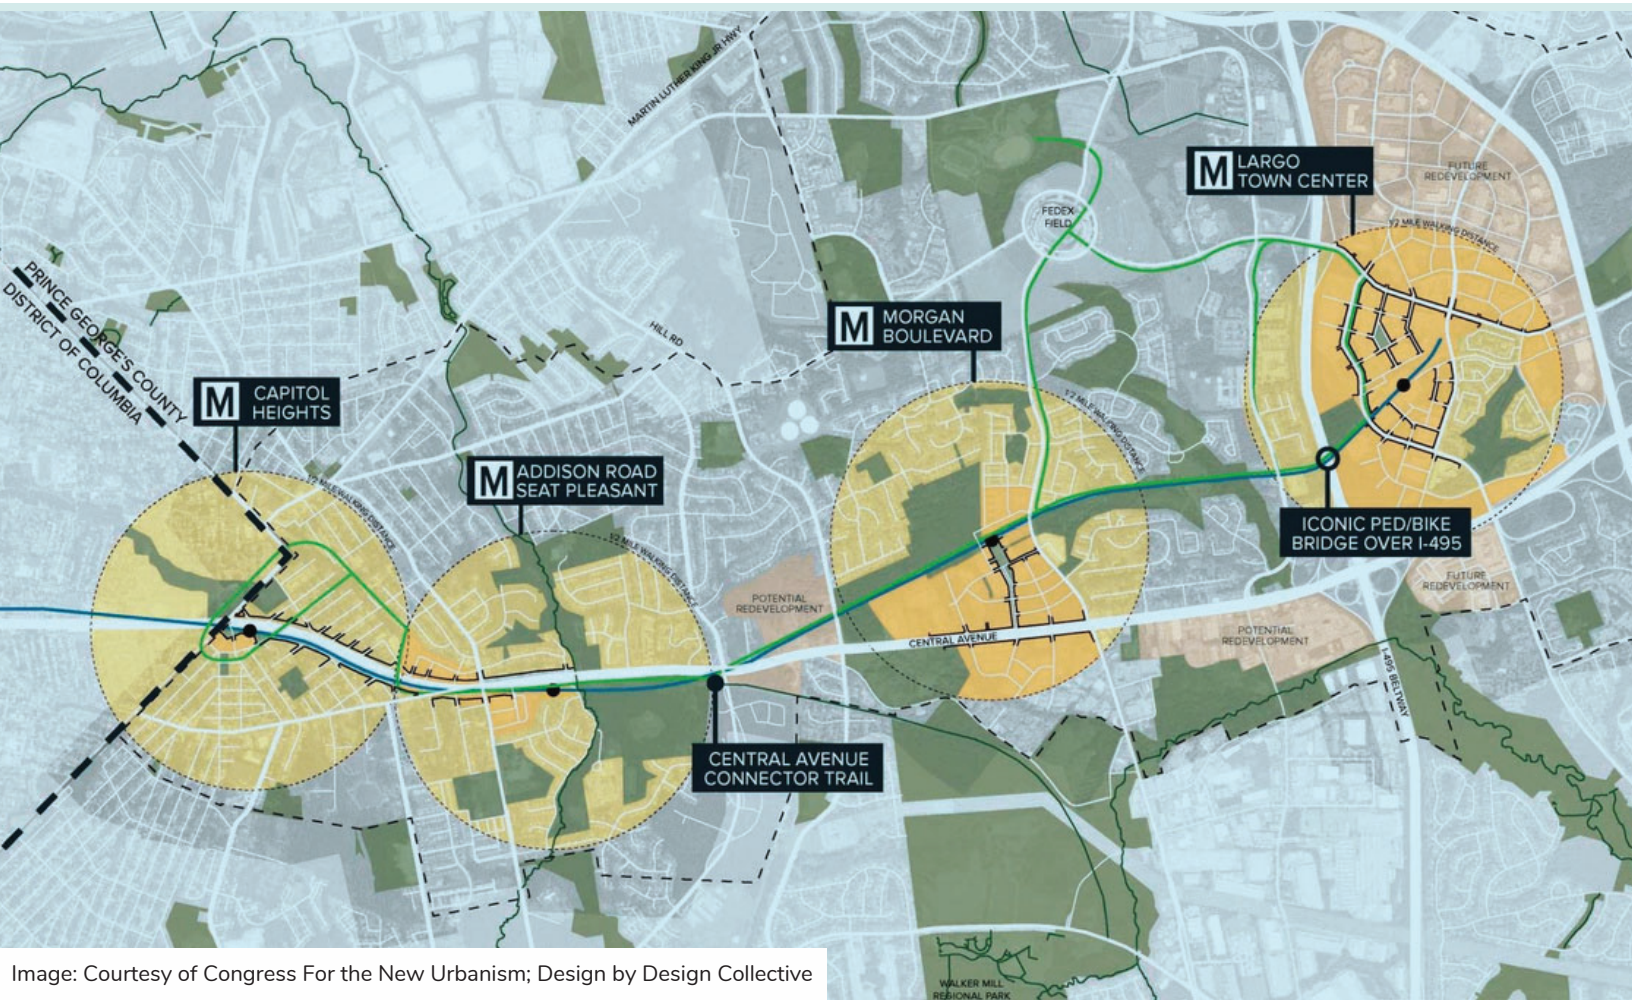 MARTIN LUTHER KING JR HWY
M LARGO
TOWN CENTER
FUTURE
REDEVELOPMENT
FEDEX
FIELD
1/2 MILE WALKING DISTANCE
PRINCE GEORGE'S COUNTY
DISTRICT OF COLUMBIA
HILL RD
M MORGAN
BOULEVARD
M CAPITOL
HEIGHTS
1/2 MILE WALKING DISTANCE
M ADDISON ROAD
SEAT PLEASANT
1/2 MILE WALKING DISTANCE
1/2 MILE WALKING DISTANCE
ICONIC PED/BIKE
BRIDGE OVER I-495
POTENTIAL
REDEVELOPMENT
FUTURE
REDEVELOPMENT
CENTRAL AVENUE
POTENTIAL
REDEVELOPMENT
I-495 BELTWAY
CENTRAL AVENUE
CONNECTOR TRAIL
Image: Courtesy of Congress For the New Urbanism; Design by Design Collective
WALKER MILL
REGIONAL PARK